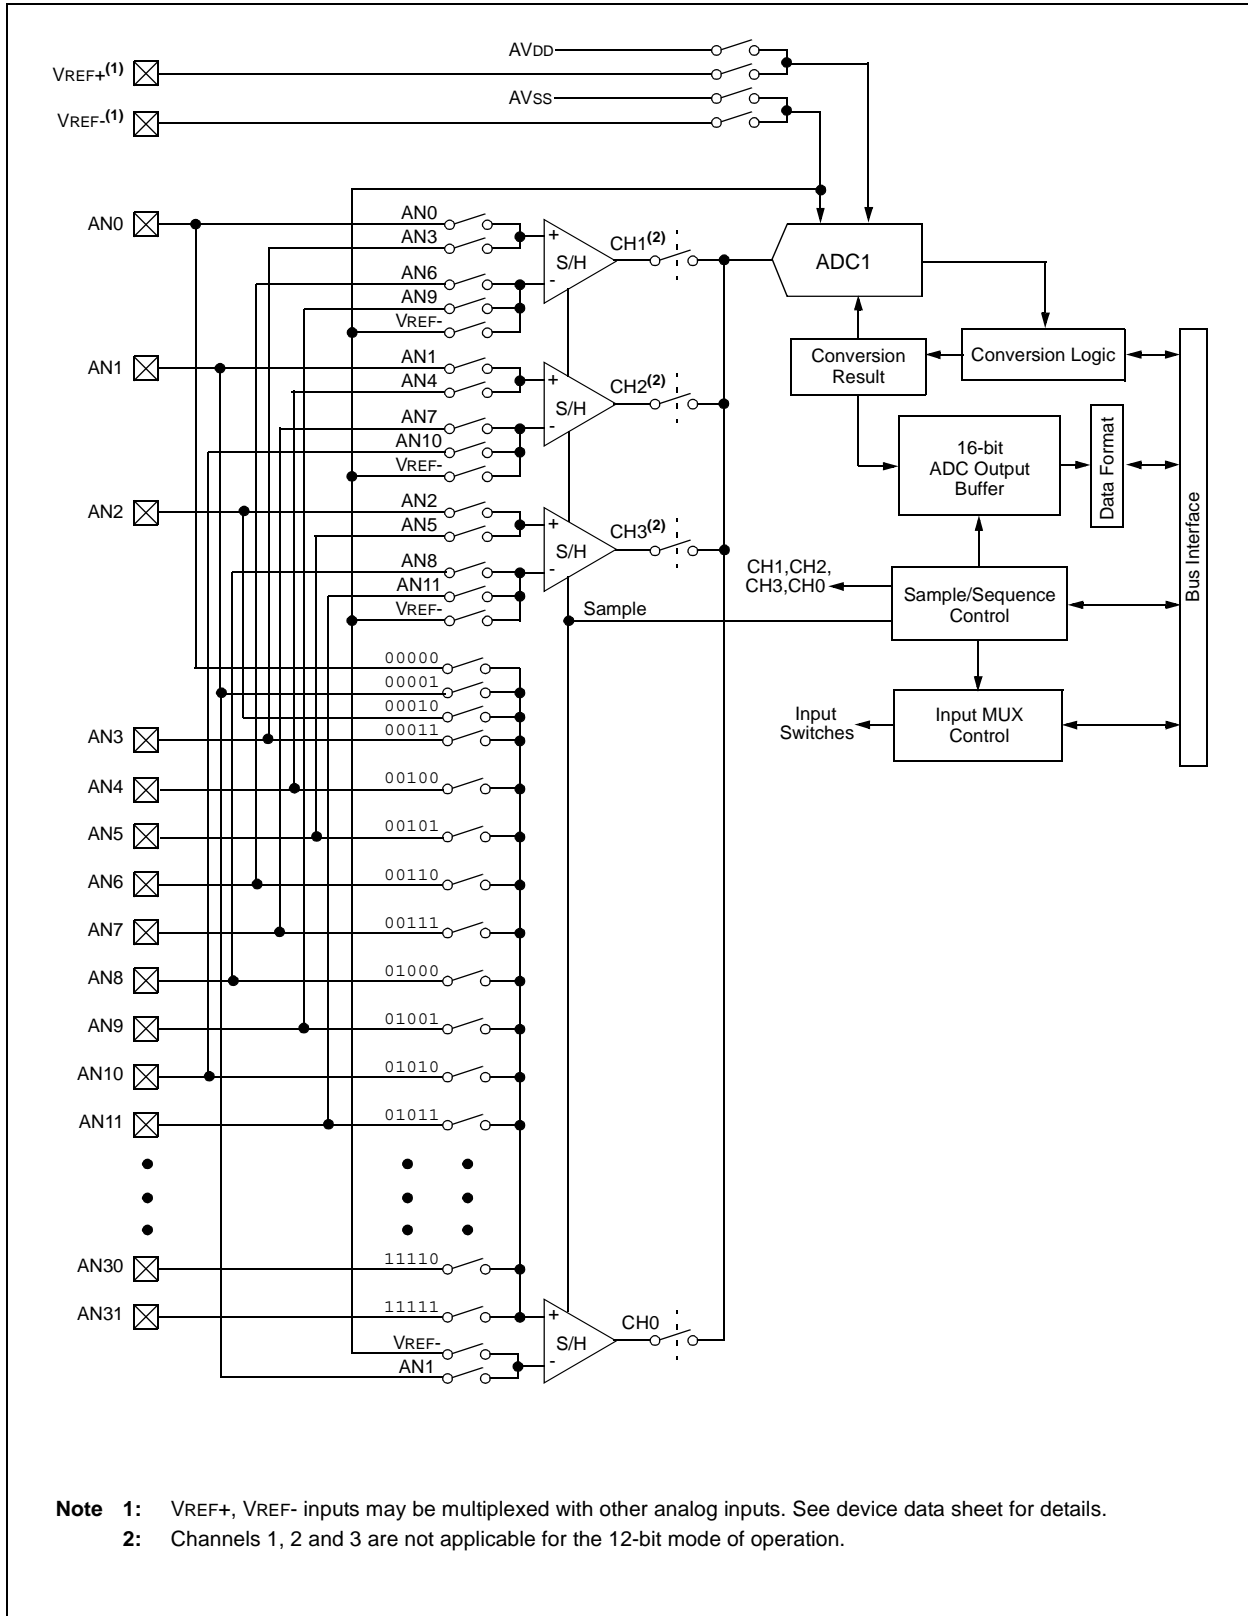 AVDD
VREF+(1)
AVSS
VREF-(1)
AN0
AN0
AN3
+
S/H
-
CH1(2)
ADC1
AN6
AN9
VREF-
Conversion
Result
Conversion Logic
AN1
AN1
AN4
+
S/H
-
CH2(2)
AN7
AN10
VREF-
16-bit
ADC Output
Buffer
Data Format
Bus Interface
AN2
AN2
AN5
+
S/H
-
CH3(2)
AN8
AN11
VREF-
CH1,CH2,
CH3,CH0
Sample/Sequence
Control
Sample
00000
00001
00010
AN3
00011
Input
Switches
Input MUX
Control
AN4
00100
AN5
00101
AN6
00110
AN7
00111
AN8
01000
AN9
01001
AN10
01010
AN11
01011
AN30
11110
AN31
11111
+
S/H
-
CH0
VREF-
AN1
Note 1: VREF+, VREF- inputs may be multiplexed with other analog inputs. See device data sheet for details.
2: Channels 1, 2 and 3 are not applicable for the 12-bit mode of operation.